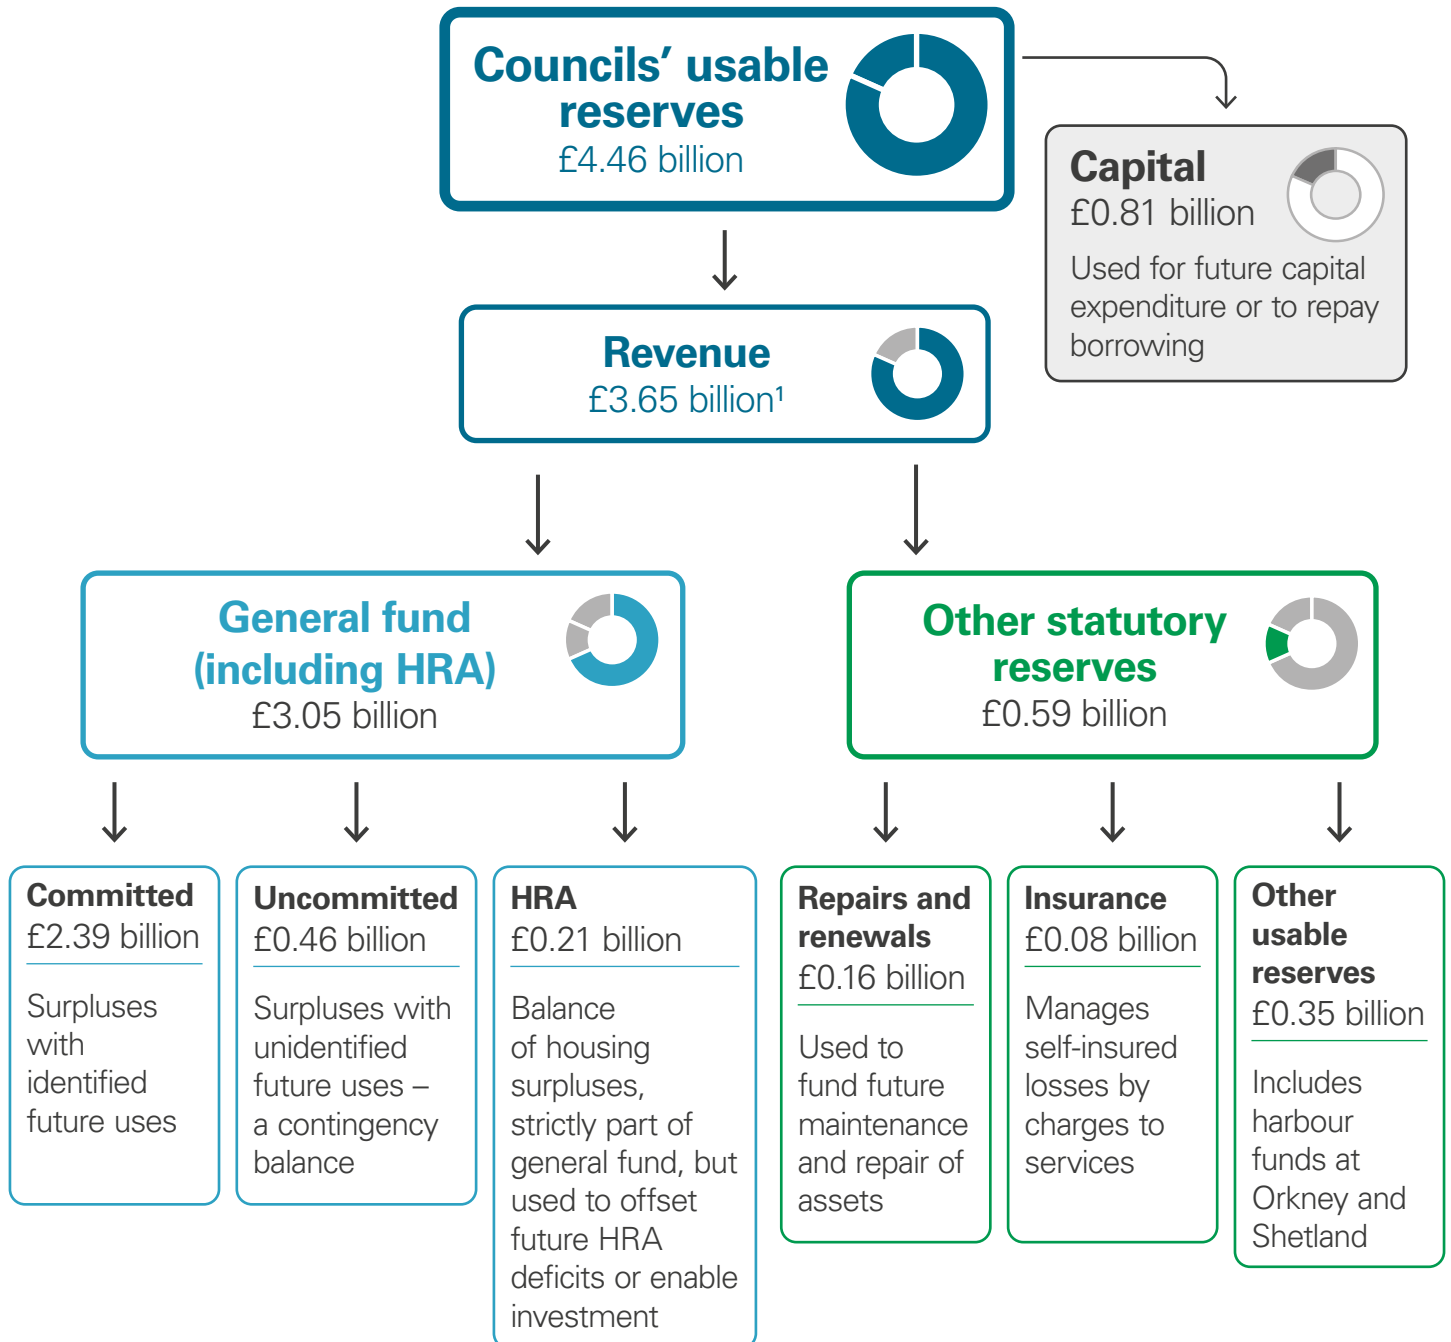 Councils’ usable
reserves
£4.46 billion
Capital
£0.81 billion
Used for future capital
expenditure or to repay
borrowing
Revenue
£3.65 billion¹
General fund
(including HRA)
£3.05 billion
Other statutory
reserves
£0.59 billion
Committed
£2.39 billion
Surpluses
with
identified
future uses
Uncommitted
£0.46 billion
Surpluses with
unidentified
future uses –
a contingency
balance
HRA
£0.21 billion
Balance
of housing
surpluses,
strictly part of
general fund, but
used to offset
future HRA
deficits or enable
investment
Repairs and
renewals
£0.16 billion
Used to
fund future
maintenance
and repair of
assets
Insurance
£0.08 billion
Manages
self-insured
losses by
charges to
services
Other
usable
reserves
£0.35 billion
Includes
harbour
funds at
Orkney and
Shetland